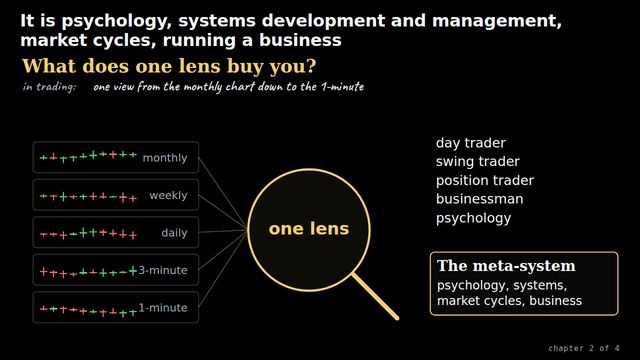 It is psychology, systems development and management,
market cycles, running a business
What does one lens buy you?
in trading: one view from the monthly chart down to the 1-minute
monthly
weekly
daily
3-minute
1-minute
one lens
day trader
swing trader
position trader
businessman
psychology
The meta-system
psychology, systems,
market cycles, business
chapter 2 of 4